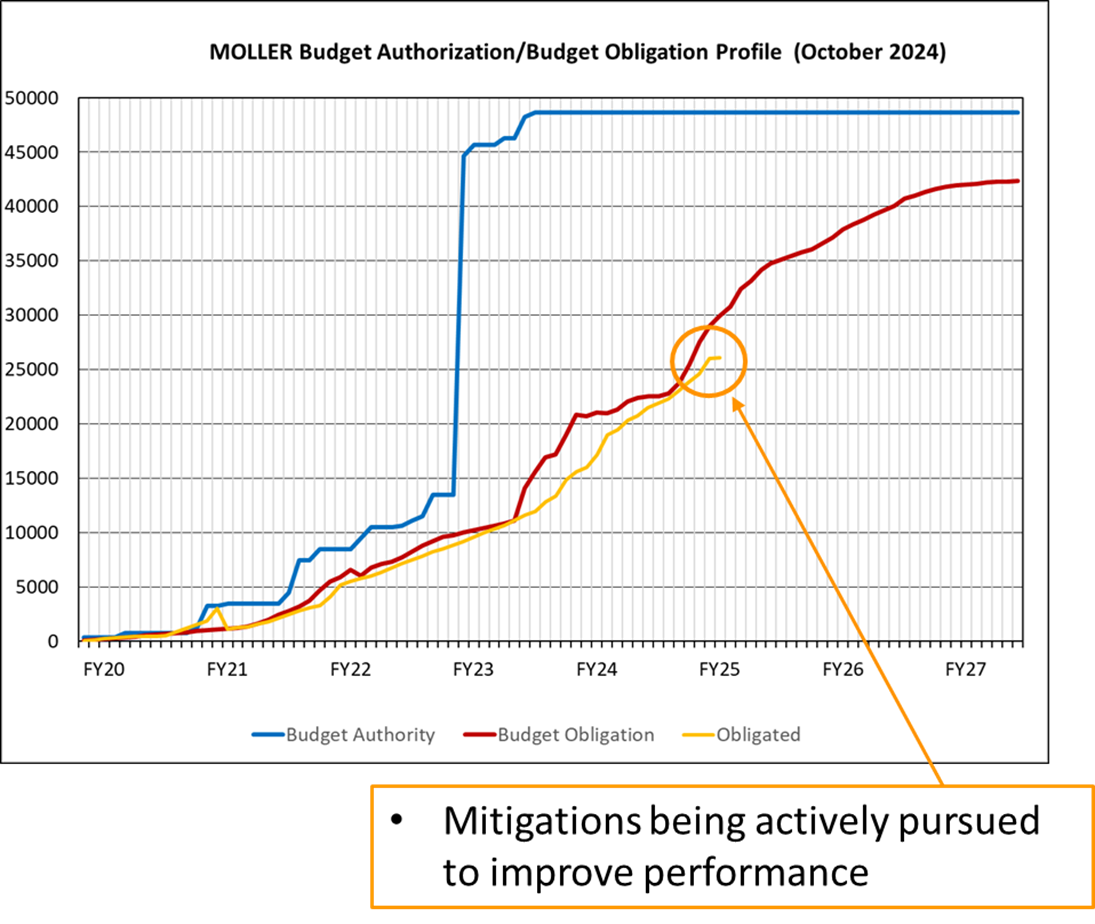 MOLLER Budget Authorization/Budget Obligation Profile (October 2024)
50000
45000
40000
35000
30000
25000
20000
15000
10000
5000
0
FY20 FY21 FY22 FY23 FY24 FY25 FY26 FY27
Budget Authority Budget Obligation Obligated
• Mitigations being actively pursued
to improve performance